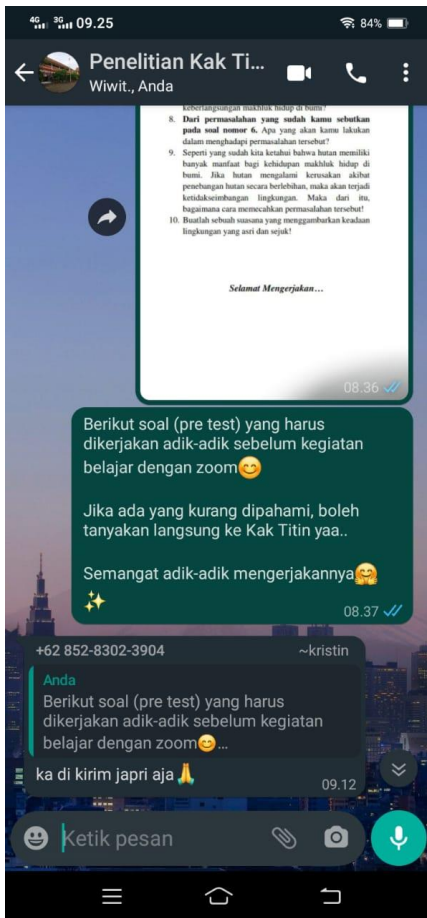 4G 3G 09.25 84%
Penelitian Kak Ti...
Wiwit., Anda
keberlangsungan makhluk hidup di bumi?
8. Dari permasalahan yang sudah kamu sebutkan
pada soal nomor 6. Apa yang akan kamu lakukan
dalam menghadapi permasalahan tersebut?
9. Seperti yang sudah kita ketahui bahwa hutan memiliki
banyak manfaat bagi kehidupan makhluk hidup di
bumi. Jika hutan mengalami kerusakan akibat
penebangan hutan secara berlebihan, maka akan terjadi
ketidakseimbangan lingkungan. Maka dari itu,
bagaimana cara memecahkan permasalahan tersebut!
10. Buatlah sebuah suasana yang menggambarkan keadaan
lingkungan yang asri dan sejuk!
Selamat Mengerjakan...
08.36
Berikut soal (pre test) yang harus
dikerjakan adik-adik sebelum kegiatan
belajar dengan zoom😊
Jika ada yang kurang dipahami, boleh
tanyakan langsung ke Kak Titin yaa..
Semangat adik-adik mengerjakannya🤗
✨
08.37
+62 852-8302-3904 ~kristin
Anda
Berikut soal (pre test) yang harus
dikerjakan adik-adik sebelum kegiatan
belajar dengan zoom😊...
ka di kirim japri aja🙏
09.12
Ketik pesan